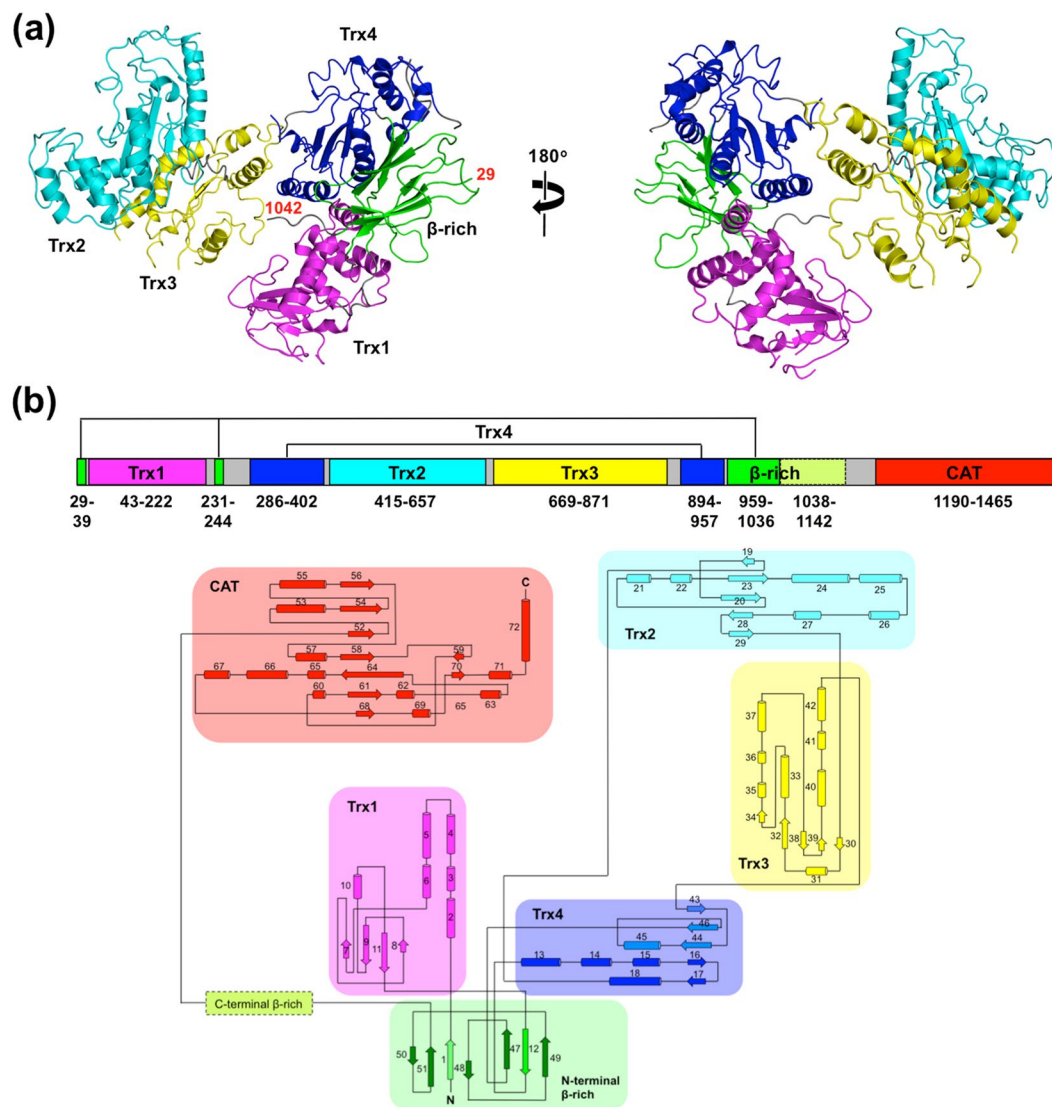 (a)
Trx4
29
180°
1042
β-rich
Trx2
Trx3
Trx1
(b)
Trx4
Trx1 Trx2 Trx3 β-rich CAT
29-39 43-222 231-244 286-402 415-657 669-871 894-957 959-1036 1038-1142 1190-1465
CAT
55 56 C
53 54
52 72
57 58 59
67 66 65 64 70 71
60 61 62 65 63
68 69
19
21 22 23 24 25
20
28 27 26
29
Trx2
37 42
36 33 41
35 40
34 32 38 39 30
31
Trx3
Trx1
5 4
10 6 3
2
7 9 11 8
Trx4
43
46
45 44
13 14 15 16
18 17
C-terminal β-rich
50 51 1 48 47 12 49
N
N-terminal
β-rich